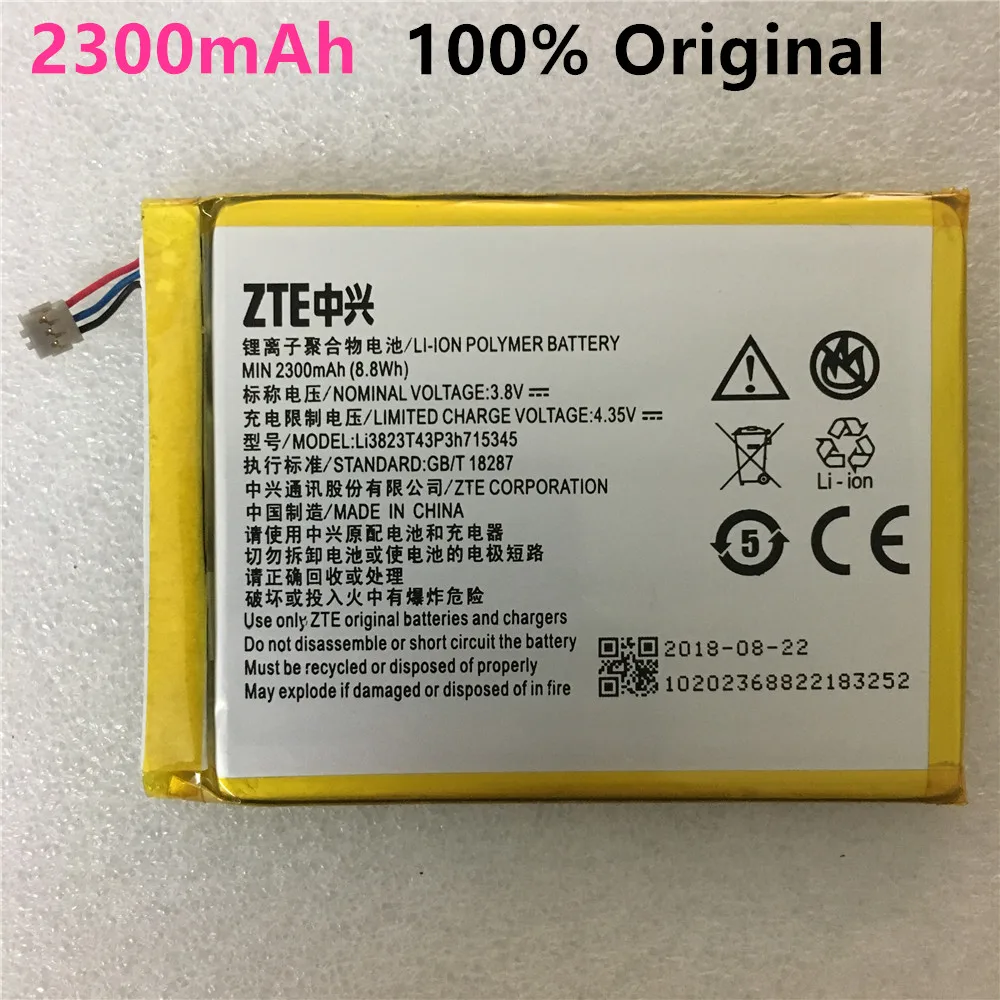 2300mAh 100% Original
ZTE中兴
锂离子聚合物电池/LI-ION POLYMER BATTERY
MIN 2300mAh (8.8Wh)
标称电压/NOMINAL VOLTAGE:3.8V⎓
充电限制电压/LIMITED CHARGE VOLTAGE:4.35V⎓
型号/MODEL:Li3823T43P3h715345
执行标准/STANDARD:GB/T 18287
中兴通讯股份有限公司/ZTE CORPORATION
中国制造/MADE IN CHINA
请使用中兴原配电池和充电器
切勿拆卸电池或使电池的电极短路
请正确回收或处理
破坏或投入火中有爆炸危险
Use only ZTE original batteries and chargers
Do not disassemble or short circuit the battery
Must be recycled or disposed of properly
May explode if damaged or disposed of in fire
Li-ion
5
CE
2018-08-22
10202368822183252